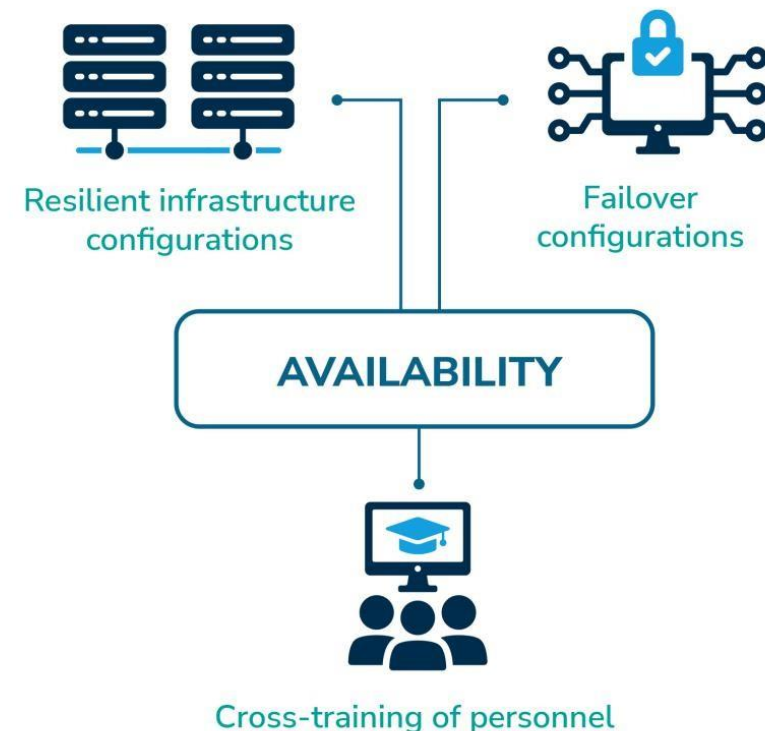 Resilient infrastructure
configurations
Failover
configurations
AVAILABILITY
Cross-training of personnel